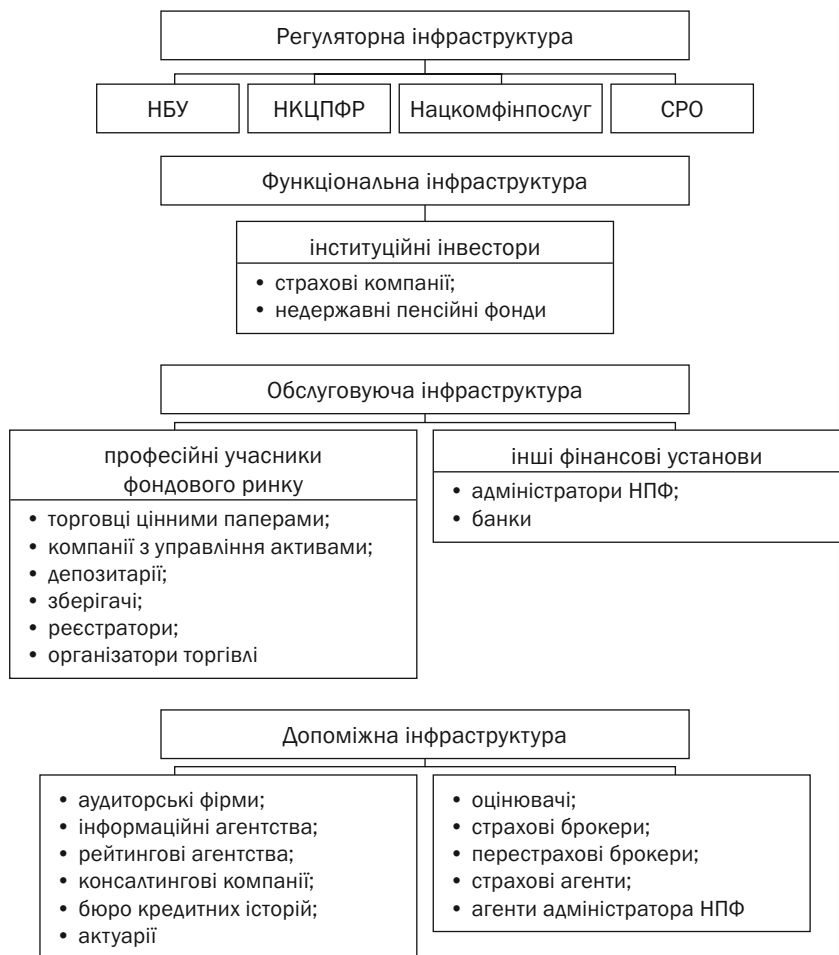 Регуляторна інфраструктура
НБУ
НКЦПФР
Нацкомфінпослуг
СРО
Функціональна інфраструктура
інституційні інвестори
• страхові компанії;
• недержавні пенсійні фонди
Обслуговуюча інфраструктура
професійні учасники
фондового ринку
• торговці цінними паперами;
• компанії з управління активами;
• депозитарії;
• зберігачі;
• реєстратори;
• організатори торгівлі
інші фінансові установи
• адміністратори НПФ;
• банки
Допоміжна інфраструктура
• аудиторські фірми;
• інформаційні агентства;
• рейтингові агентства;
• консалтингові компанії;
• бюро кредитних історій;
• актуарії
• оцінювачі;
• страхові брокери;
• перестрахові брокери;
• страхові агенти;
• агенти адміністратора НПФ